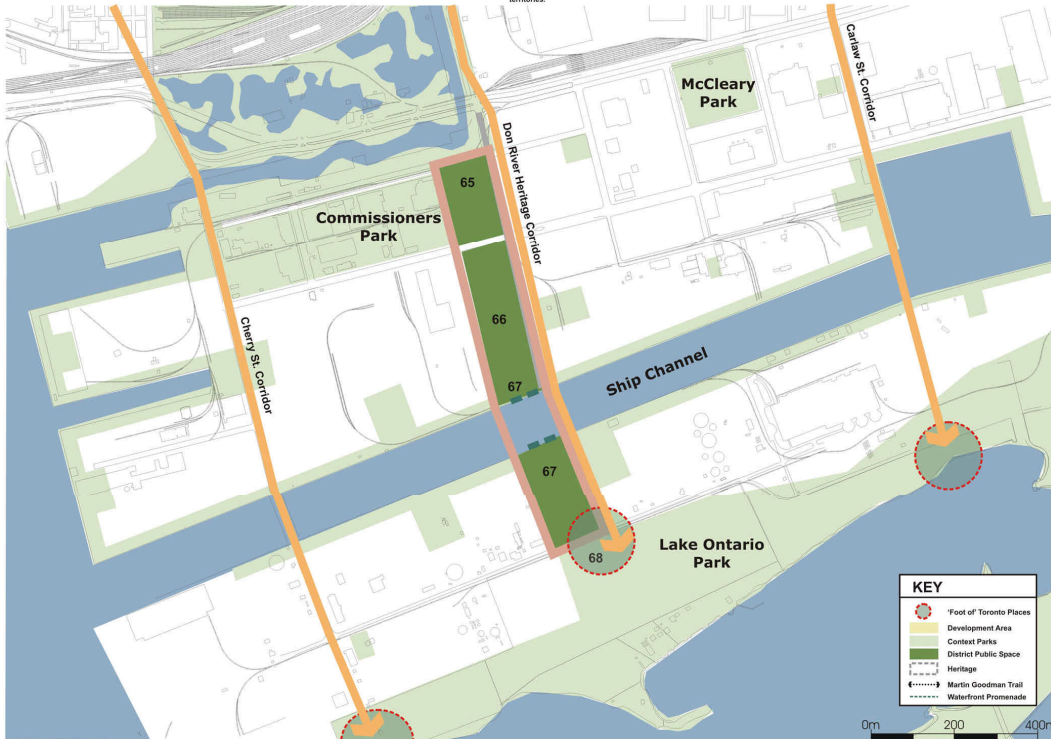 territories.
McCleary
Park
Carlaw St. Corridor
Don River Heritage Corridor
65
Commissioners
Park
66
Cherry St. Corridor
67
Ship Channel
67
68
Lake Ontario
Park
KEY
'Foot of' Toronto Places
Development Area
Context Parks
District Public Space
Heritage
Martin Goodman Trail
Waterfront Promenade
0m 200 400m